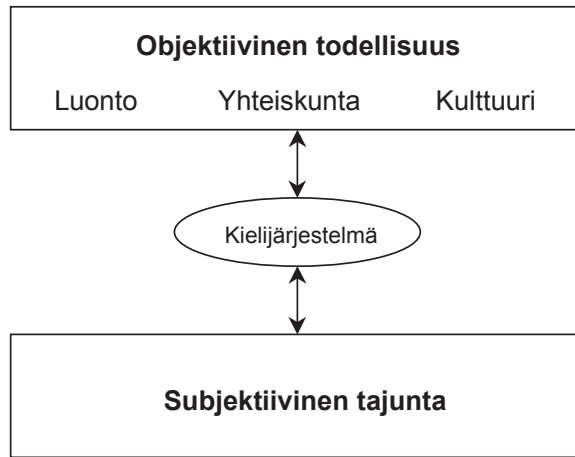 Objektiivinen todellisuus
Luonto Yhteiskunta Kulttuuri
Kielijärjestelmä
Subjektiivinen tajunta